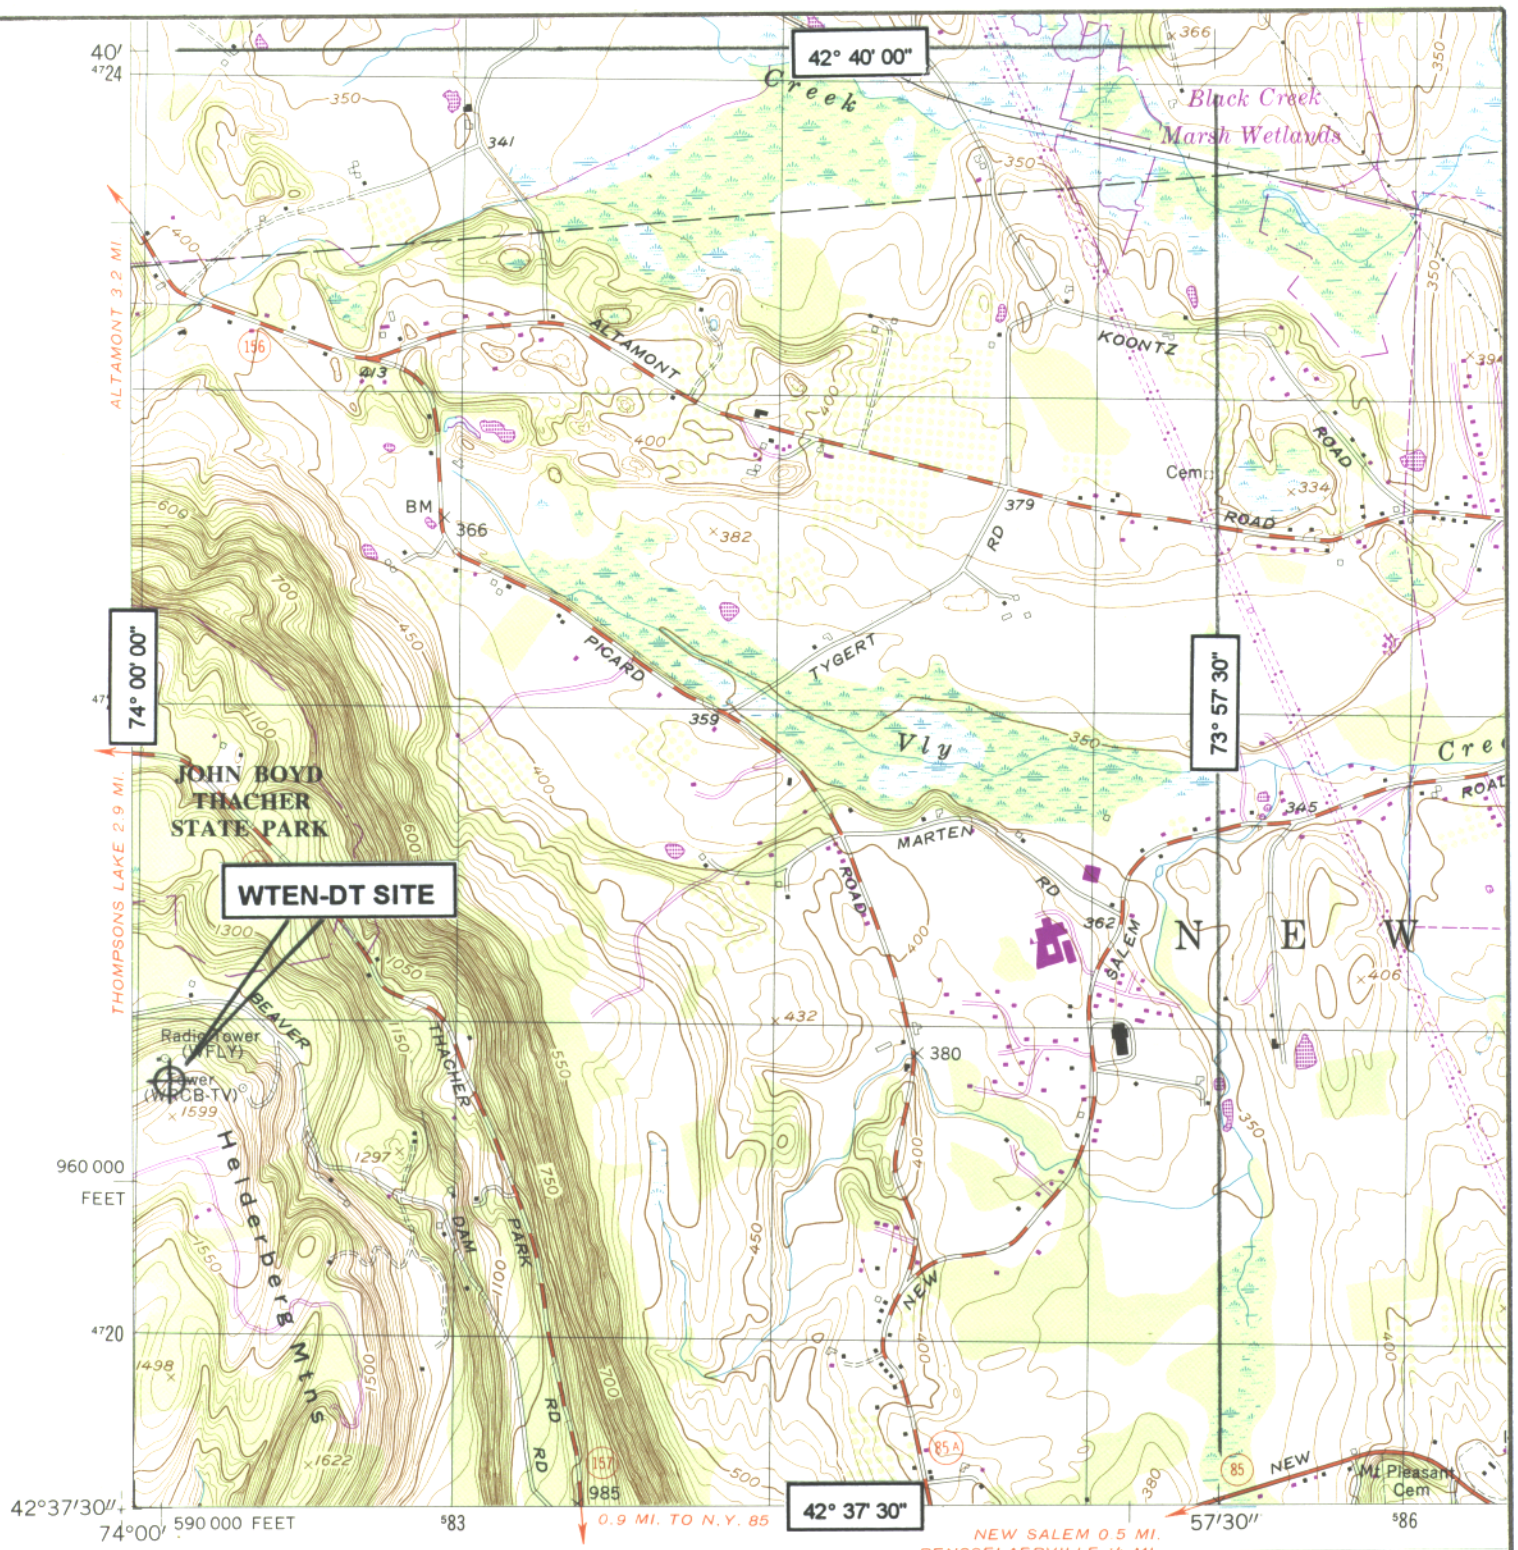 40'
42° 40' 00"
366
4724
Creek
350
350
Black Creek
Marsh Wetlands
341
350
400
350
ALTAMONT 3.2 MI
156
ALTAMONT
KOONTZ
394
413
400
400
ROAD
Cem
334
BM
366
379
ROAD
382
RD
600
700
450
TYGERT
PICARD
74° 00' 00"
73° 57' 30"
359
1100
Vly
350
400
JOHN BOYD
THACHER
STATE PARK
345
ROAD
THOMPSONS LAKE 2.9 MI.
600
MARTEN
RD
ROAD
WTEN-DT SITE
362
SALEM
N E W
1300
400
1050
406
BEAVER
Radio Tower
(WFLY)
432
THACHER
1150
550
380
Tower
(WRCB-TV)
1599
350
1297
400
960 000
FEET
750
Helderberg Mtns
DAM
PARK
450
1550
1100
NEW
400
400
4720
1498
1500
700
RD
RD
85 A
1622
157
500
380
85
NEW
Mt Pleasant
Cem
985
42° 37' 30"
42°37'30"
74°00'
590 000 FEET
583
0.9 MI. TO N.Y. 85
NEW SALEM 0.5 MI.
57'30"
586